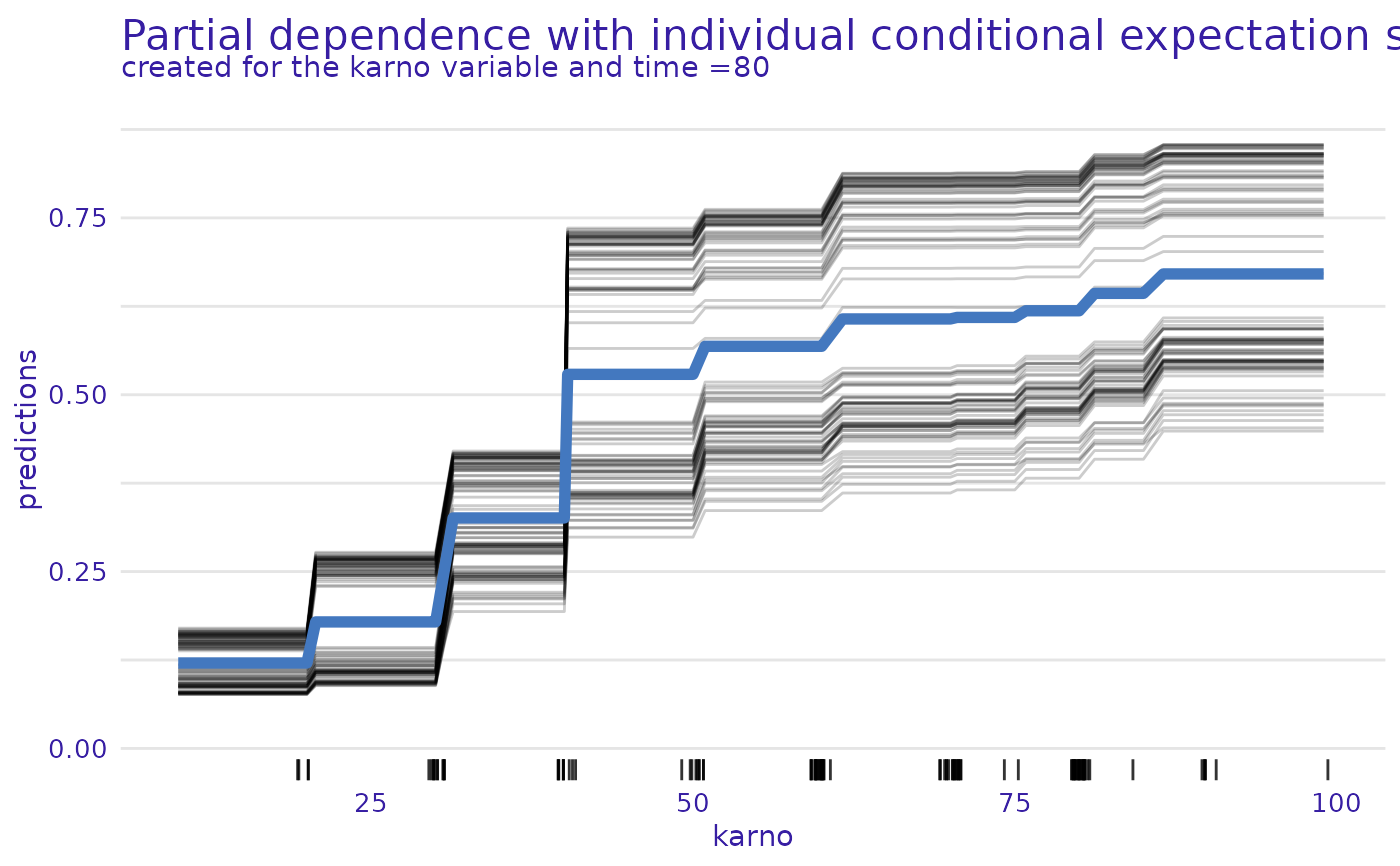 Partial dependence with individual conditional expectation s
created for the karno variable and time =80
predictions
0.75
0.50
0.25
0.00
25 50 75 100
karno